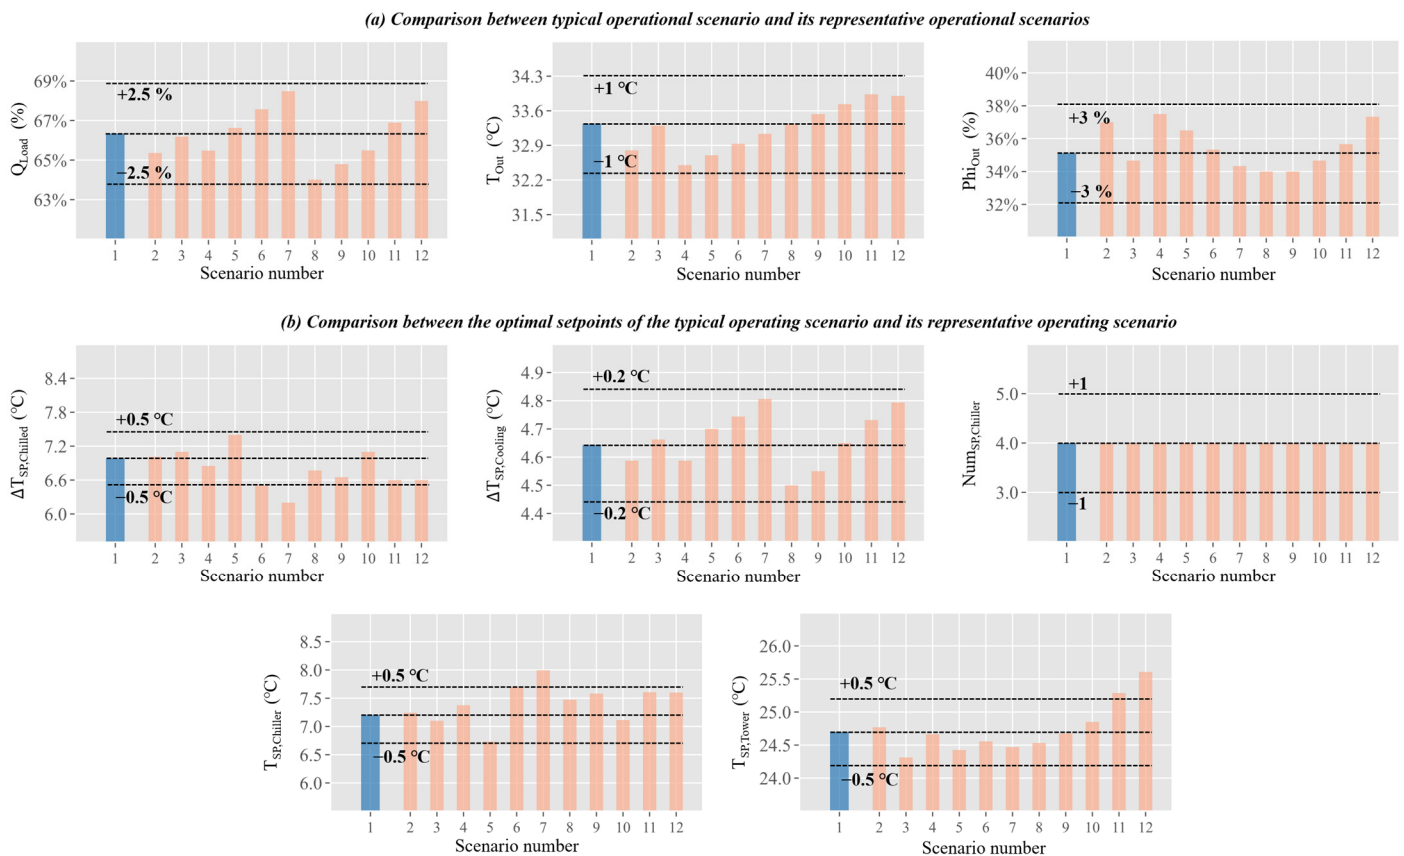 (a) Comparison between typical operational scenario and its representative operational scenarios
Q_Load (%)
69%
67%
65%
63%
+2.5 %
−2.5 %
1 2 3 4 5 6 7 8 9 10 11 12
Scenario number
T_Out (℃)
34.3
33.6
32.9
32.2
31.5
+1 ℃
−1 ℃
1 2 3 4 5 6 7 8 9 10 11 12
Scenario number
Phi_Out (%)
40%
38%
36%
34%
32%
+3 %
−3 %
1 2 3 4 5 6 7 8 9 10 11 12
Scenario number
(b) Comparison between the optimal setpoints of the typical operating scenario and its representative operating scenario
ΔT_SP,Chilled (℃)
8.4
7.8
7.2
6.6
6.0
+0.5 ℃
−0.5 ℃
1 2 3 4 5 6 7 8 9 10 11 12
Scenario number
ΔT_SP,Cooling (℃)
4.9
4.8
4.7
4.6
4.5
4.4
+0.2 ℃
−0.2 ℃
1 2 3 4 5 6 7 8 9 10 11 12
Scenario number
Num_SP,Chiller
5.0
4.0
3.0
+1
−1
1 2 3 4 5 6 7 8 9 10 11 12
Scenario number
T_SP,Chiller (℃)
8.5
8.0
7.5
7.0
6.5
6.0
+0.5 ℃
−0.5 ℃
1 2 3 4 5 6 7 8 9 10 11 12
Scenario number
T_SP,Tower (℃)
26.0
25.5
25.0
24.5
24.0
+0.5 ℃
−0.5 ℃
1 2 3 4 5 6 7 8 9 10 11 12
Scenario number